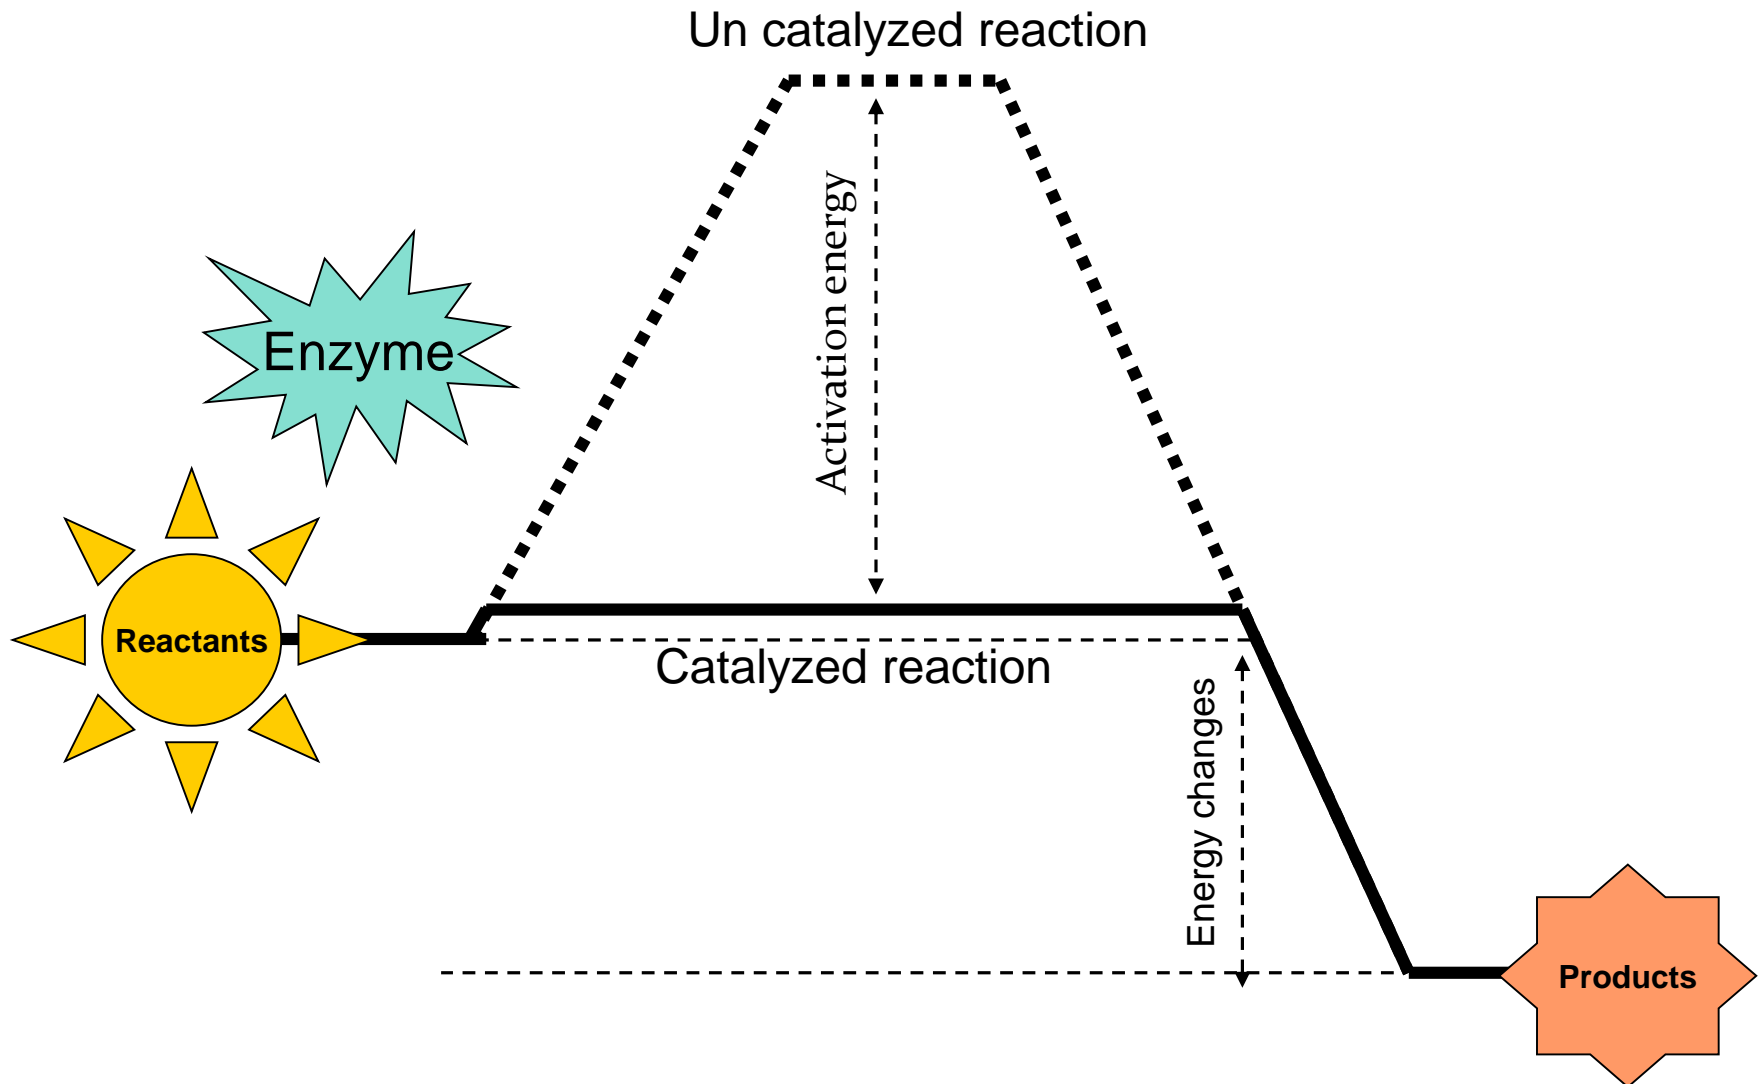 Un catalyzed reaction
Activation energy
Enzyme
Reactants
Catalyzed reaction
Energy changes
Products